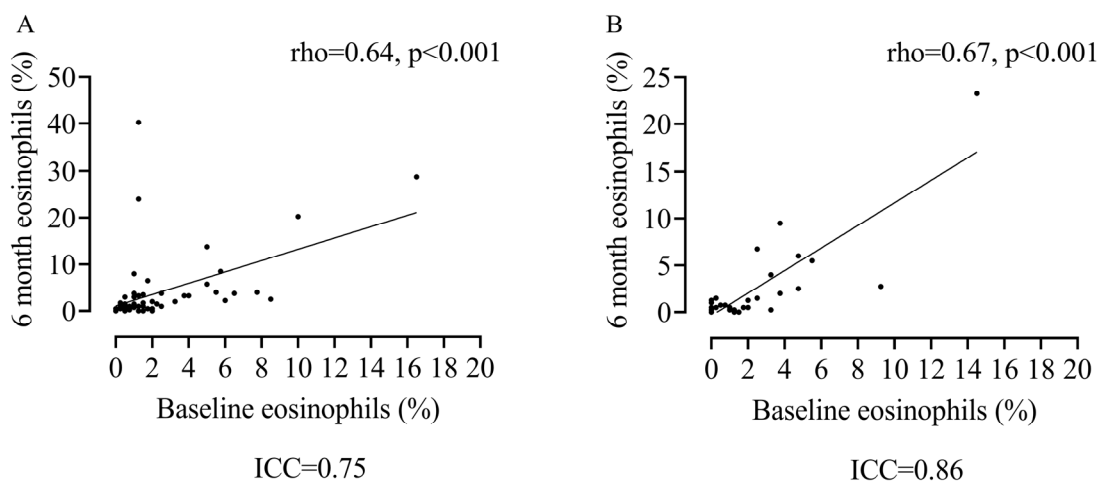 A
rho=0.64, p<0.001
6 month eosinophils (%)
50
40
30
20
10
0
0 2 4 6 8 10 12 14 16 18 20
Baseline eosinophils (%)
ICC=0.75
B
rho=0.67, p<0.001
6 month eosinophils (%)
25
20
15
10
5
0
0 2 4 6 8 10 12 14 16 18 20
Baseline eosinophils (%)
ICC=0.86